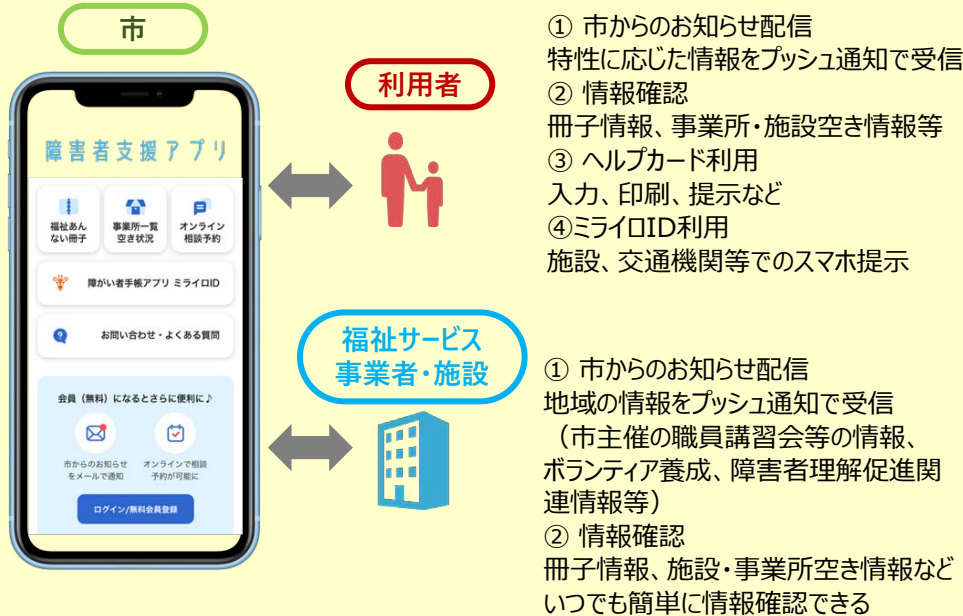 市
障害者支援アプリ
福祉あん
ない冊子
事業所一覧
空き状況
オンライン
相談予約
障がい者手帳アプリ ミライロID
お問い合わせ・よくある質問
会員（無料）になるとさらに便利に♪
市からのお知らせ
をメールで通知
オンラインで相談
予約が可能に
ログイン/無料会員登録
利用者
① 市からのお知らせ配信
特性に応じた情報をプッシュ通知で受信
② 情報確認
冊子情報、事業所・施設空き情報等
③ ヘルプカード利用
入力、印刷、提示など
④ミライロID利用
施設、交通機関等でのスマホ提示
福祉サービス
事業者・施設
① 市からのお知らせ配信
地域の情報をプッシュ通知で受信
（市主催の職員講習会等の情報、
ボランティア養成、障害者理解促進関
連情報等）
② 情報確認
冊子情報、施設・事業所空き情報など
いつでも簡単に情報確認できる